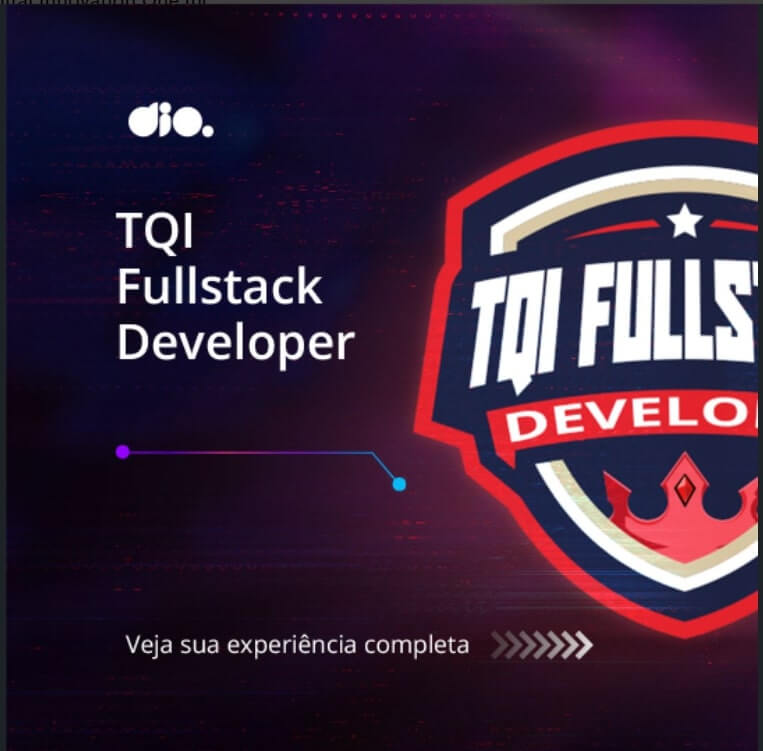 dio.
TQI
Fullstack
Developer
TQI FULLS
DEVELO
Veja sua experiência completa